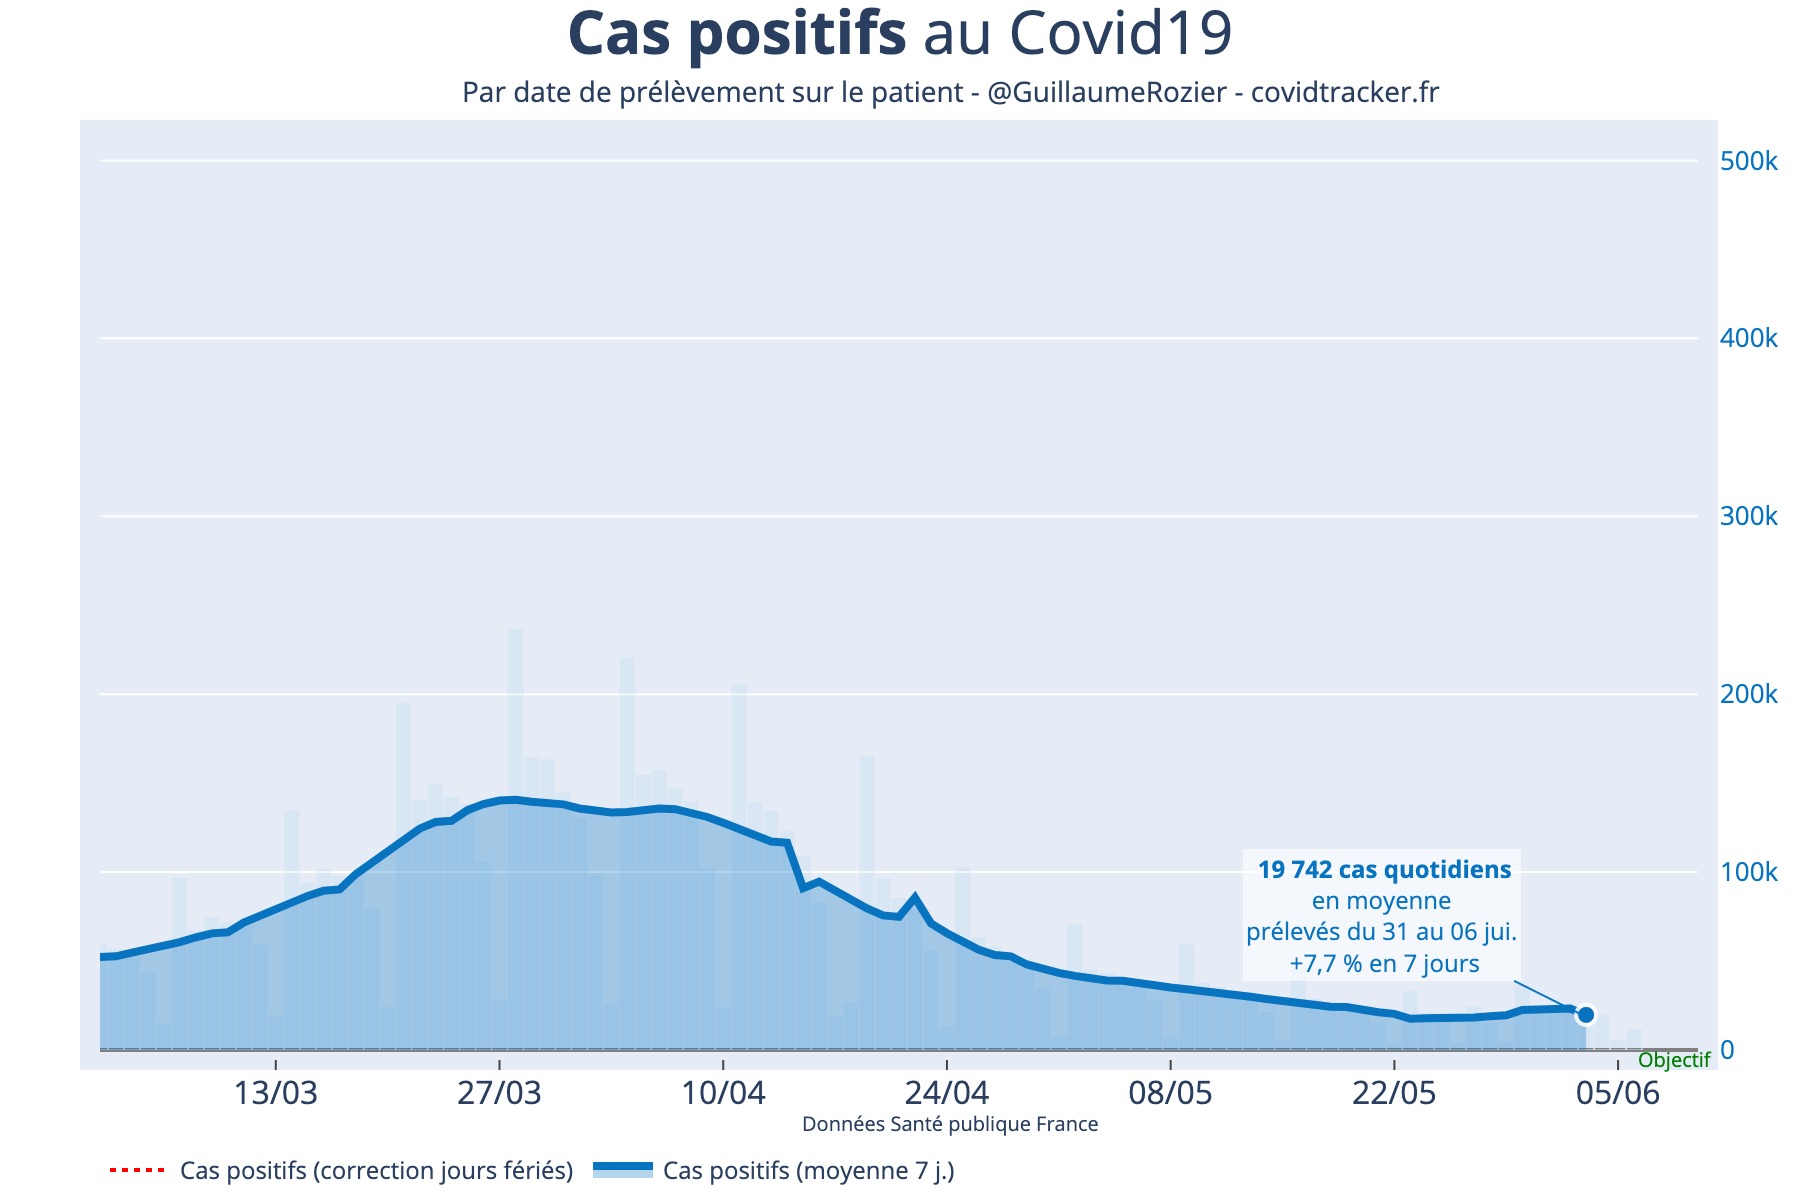 Cas positifs au Covid19
Par date de prélèvement sur le patient - @GuillaumeRozier - covidtracker.fr
500k
400k
300k
200k
100k
0
19 742 cas quotidiens
en moyenne
prélevés du 31 au 06 jui.
+7,7 % en 7 jours
Objectif
13/03 27/03 10/04 24/04 08/05 22/05 05/06
Données Santé publique France
Cas positifs (correction jours fériés) Cas positifs (moyenne 7 j.)